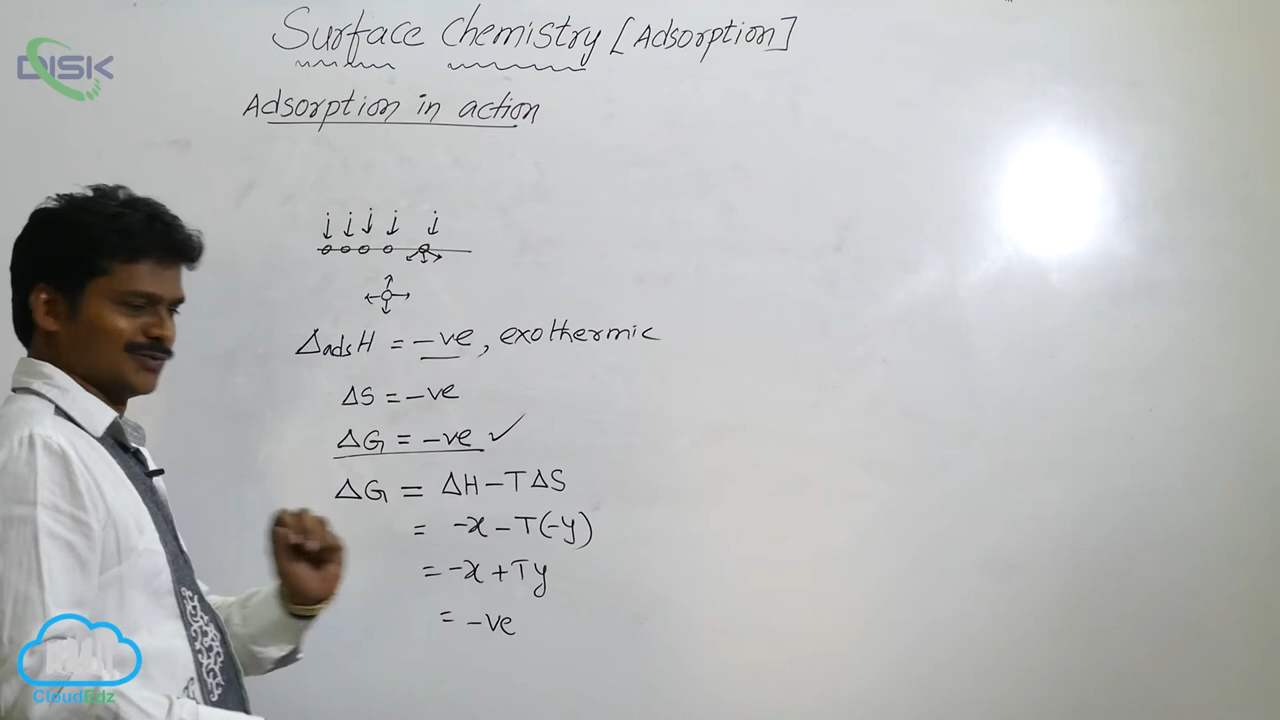 Surface Chemistry [Adsorption]
DISK
Adsorption in action
ΔadsH = -ve, exothermic
ΔS = -ve
ΔG = -ve ✓
ΔG = ΔH - TΔS
= -x - T(-y)
= -x + Ty
= -ve
CloudEdz